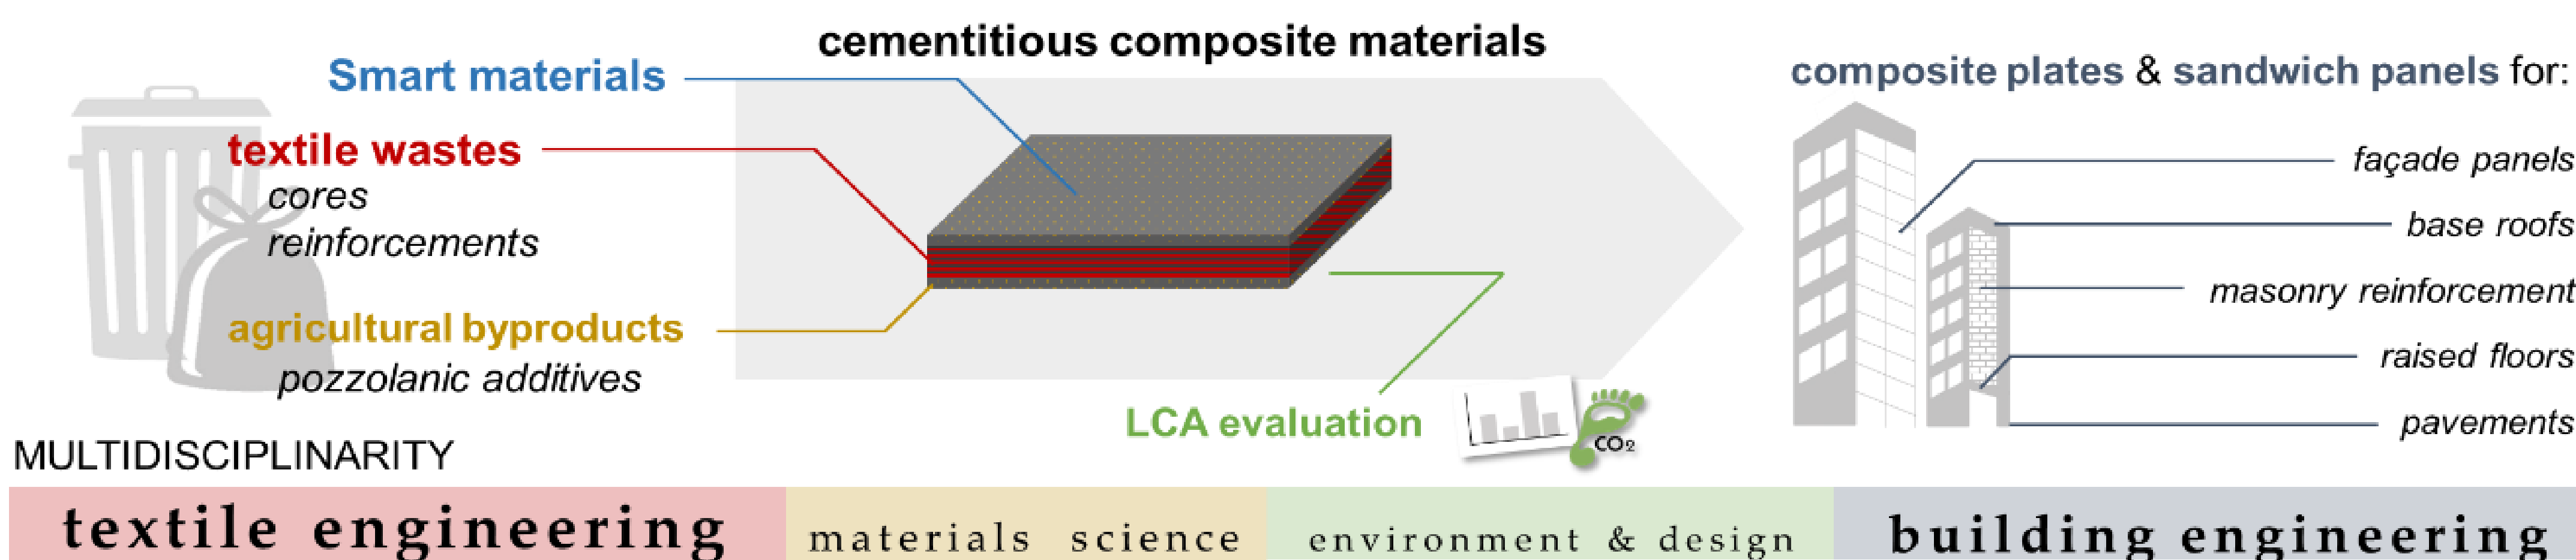 cementitious composite materials
Smart materials
textile wastes
cores
reinforcements
agricultural byproducts
pozzolanic additives
LCA evaluation
CO₂
composite plates & sandwich panels for:
façade panels
base roofs
masonry reinforcement
raised floors
pavements
MULTIDISCIPLINARITY
textile engineering
materials science
environment & design
building engineering